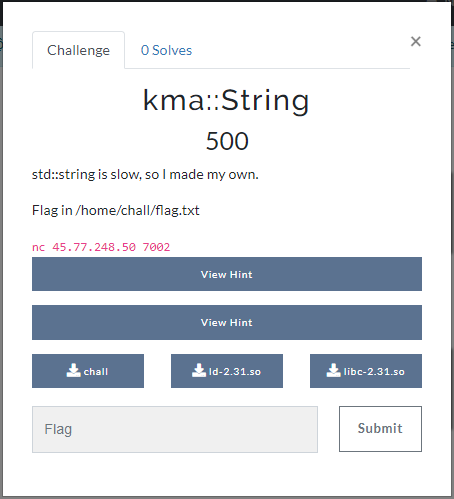 Challenge
0 Solves
×
kma::String
500
std::string is slow, so I made my own.
Flag in /home/chall/flag.txt
nc 45.77.248.50 7002
View Hint
View Hint
chall
ld-2.31.so
libc-2.31.so
Flag
Submit